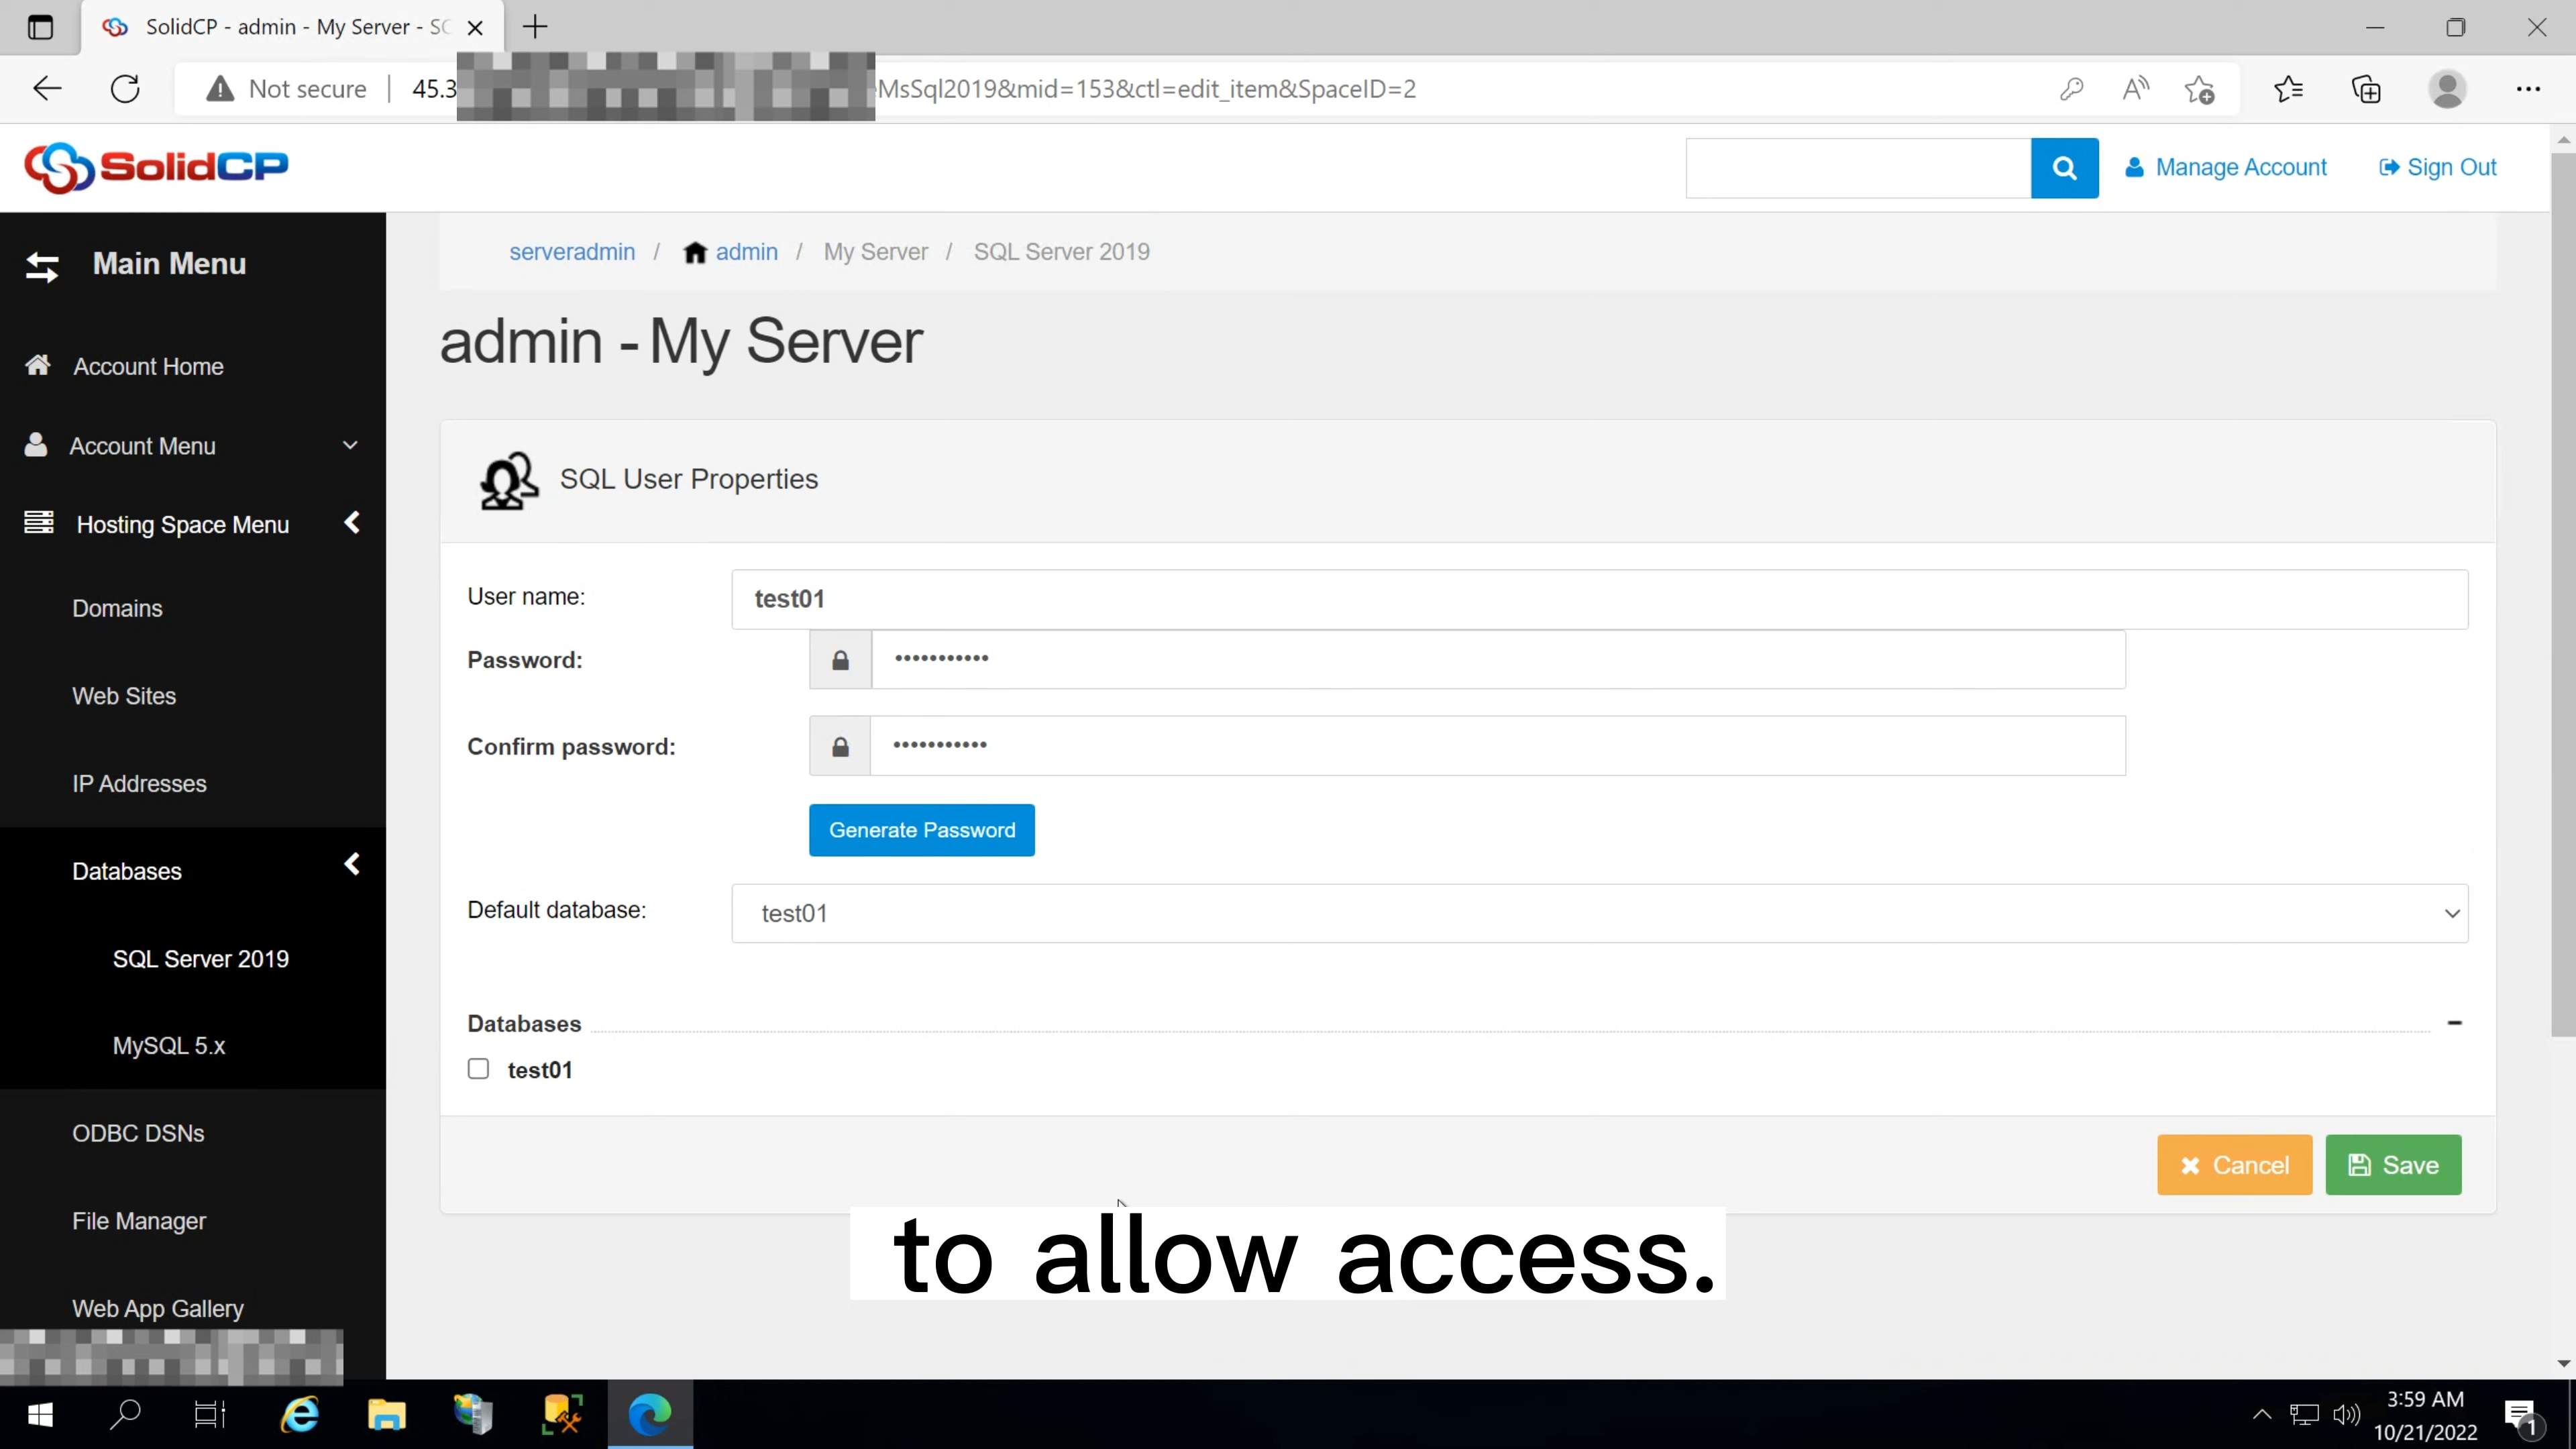 SolidCP - admin - My Server - SC
Not secure
45.3
MsSql2019&mid=153&ctl=edit_item&SpaceID=2
SolidCP
Manage Account
Sign Out
Main Menu
serveradmin / admin / My Server / SQL Server 2019
admin - My Server
Account Home
Account Menu
Hosting Space Menu
Domains
Web Sites
IP Addresses
Databases
SQL Server 2019
MySQL 5.x
ODBC DSNs
File Manager
Web App Gallery
SQL User Properties
User name: test01
Password: •••••••••••
Confirm password: •••••••••••
Generate Password
Default database: test01
Databases
test01
Cancel
Save
to allow access.
3:59 AM
10/21/2022
1